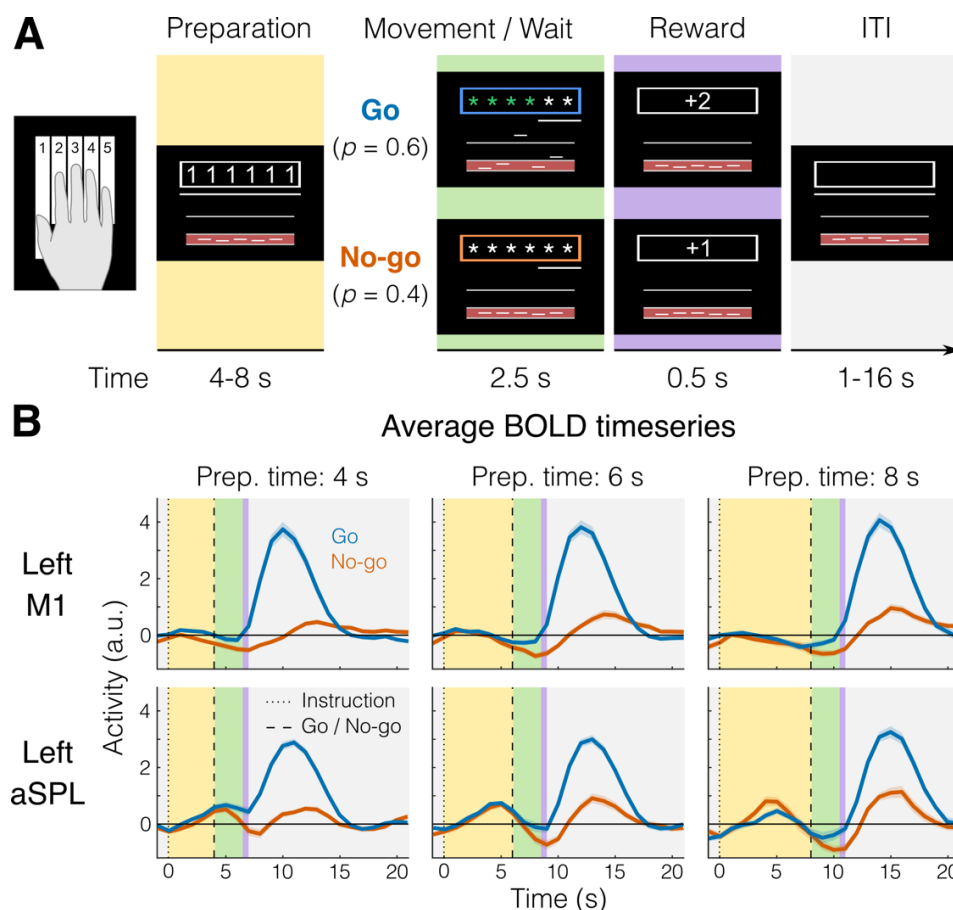 A
Preparation
Movement / Wait
Reward
ITI
1 2 3 4 5
1 1 1 1 1 1
Go
(p = 0.6)
* * * * * *
+2
No-go
(p = 0.4)
* * * * * *
+1
Time
4-8 s
2.5 s
0.5 s
1-16 s
B
Average BOLD timeseries
Prep. time: 4 s
Prep. time: 6 s
Prep. time: 8 s
Left
M1
Activity (a.u.)
4
2
0
Go
No-go
Left
aSPL
4
2
0
Instruction
Go / No-go
0 5 10 15 20
0 5 10 15 20
0 5 10 15 20
Time (s)